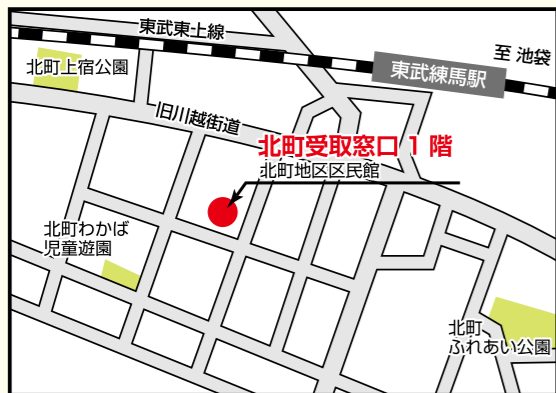 東武東上線
至 池袋
北町上宿公園
東武練馬駅
旧川越街道
北町受取窓口 1 階
北町地区区民館
北町わかば
児童遊園
北町
ふれあい公園